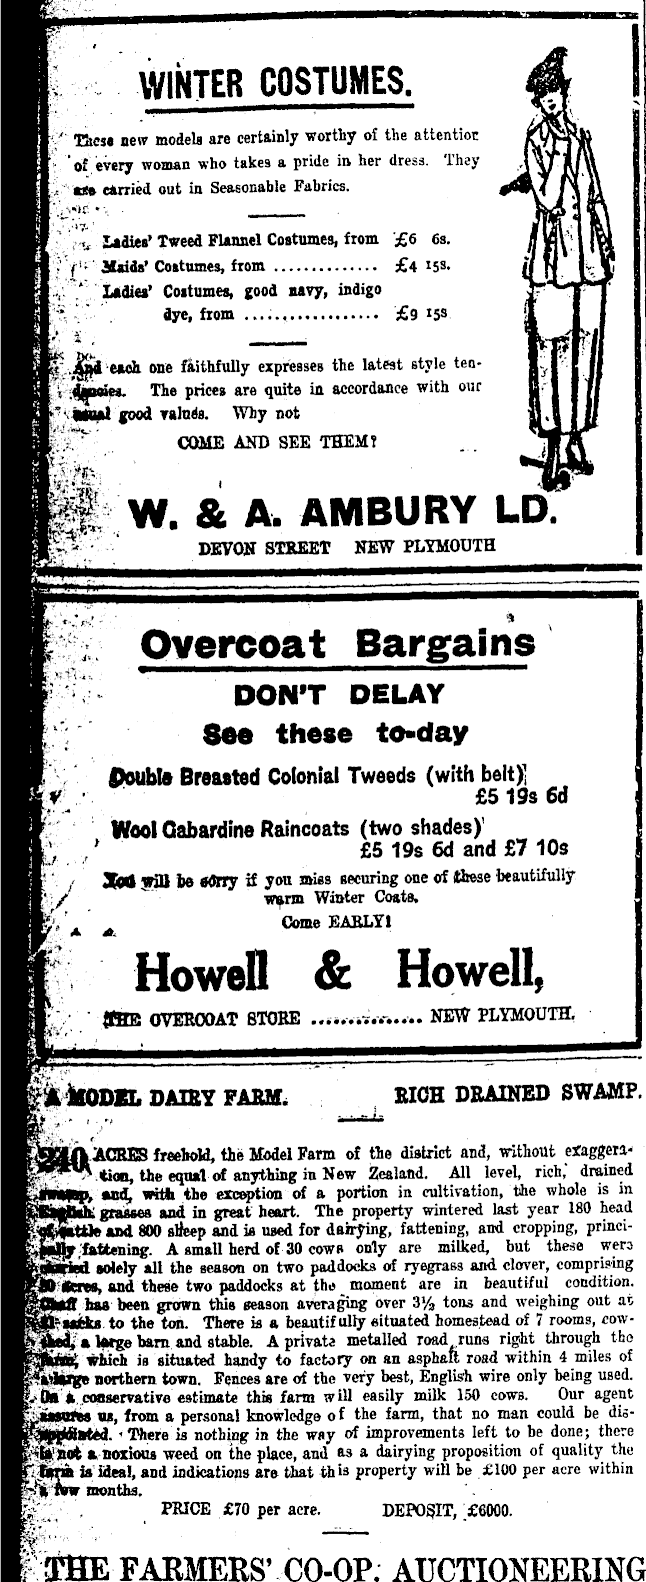 WINTER COSTUMES.
These new models are certainly worthy of the attention
of every woman who takes a pride in her dress. They
are carried out in Seasonable Fabrics.
Ladies' Tweed Flannel Costumes, from £6 6s.
Maids' Costumes, from .............. £4 15s.
Ladies' Costumes, good navy, indigo
dye, from .................. £9 15s
And each one faithfully expresses the latest style ten-
dencies. The prices are quite in accordance with our
usual good values. Why not
COME AND SEE THEM?
W. & A. AMBURY LD.
DEVON STREET NEW PLYMOUTH
Overcoat Bargains
DON'T DELAY
See these to-day
Double Breasted Colonial Tweeds (with belt)
£5 19s 6d
Wool Gabardine Raincoats (two shades)
£5 19s 6d and £7 10s
You will be sorry if you miss securing one of these beautifully
warm Winter Coats.
Come EARLY!
Howell & Howell,
THE OVERCOAT STORE ............... NEW PLYMOUTH.
A MODEL DAIRY FARM. RICH DRAINED SWAMP.
240 ACRES freehold, the Model Farm of the district and, without exaggera-
tion, the equal of anything in New Zealand. All level, rich, drained
swamp, and, with the exception of a portion in cultivation, the whole is in
English grasses and in great heart. The property wintered last year 180 head
of cattle and 800 sheep and is used for dairying, fattening, and cropping, princi-
pally fattening. A small herd of 30 cows only are milked, but these were
carried solely all the season on two paddocks of ryegrass and clover, comprising
acres, and these two paddocks at the moment are in beautiful condition.
Chaff has been grown this season averaging over 3½ tons and weighing out at
sacks to the ton. There is a beautifully situated homestead of 7 rooms, cow-
shed, a large barn and stable. A private metalled road runs right through the
farm, which is situated handy to factory on an asphalt road within 4 miles of
a large northern town. Fences are of the very best, English wire only being used.
On a conservative estimate this farm will easily milk 150 cows. Our agent
assures us, from a personal knowledge of the farm, that no man could be dis-
appointed. There is nothing in the way of improvements left to be done; there
is not a noxious weed on the place, and as a dairying proposition of quality the
farm is ideal, and indications are that this property will be £100 per acre within
a few months.
PRICE £70 per acre. DEPOSIT, £6000.
THE FARMERS' CO-OP. AUCTIONEERING